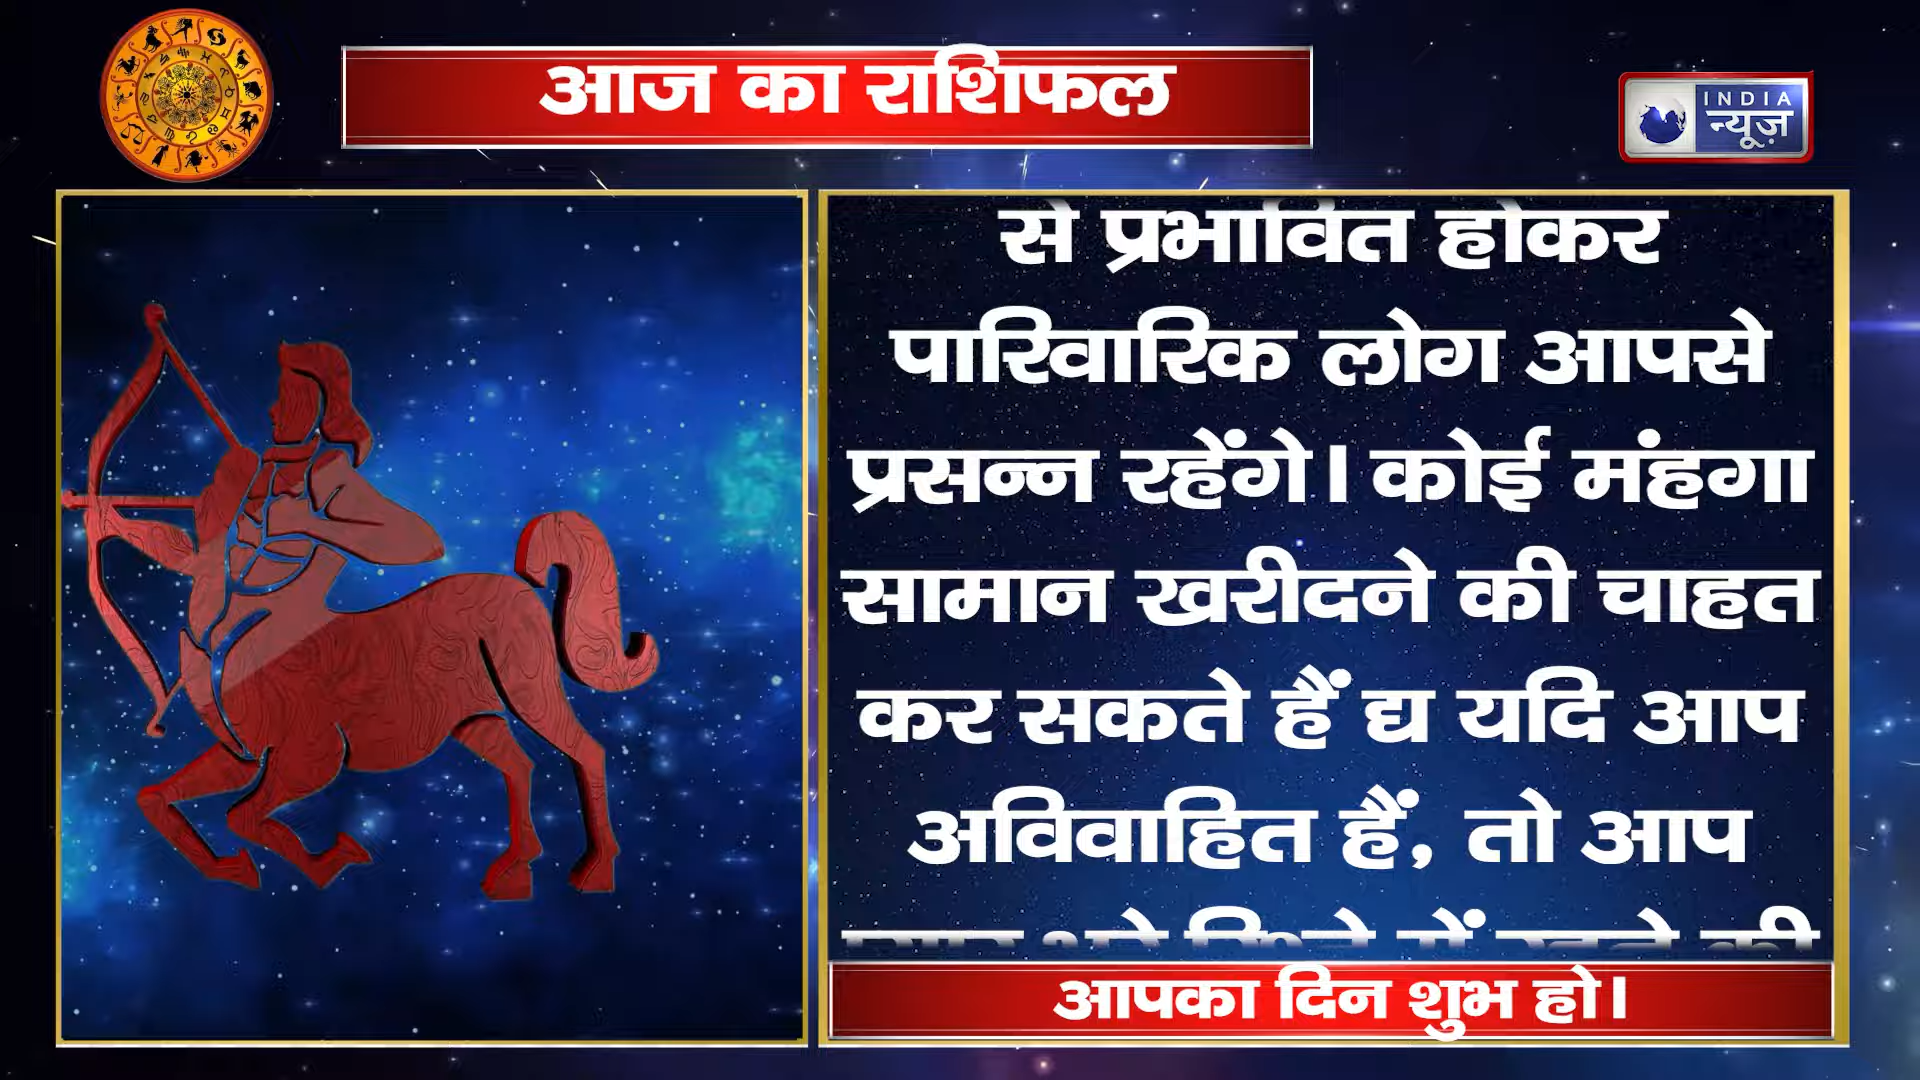 आज का राशिफल
INDIA
न्यूज़
से प्रभावित होकर
पारिवारिक लोग आपसे
प्रसन्न रहेंगे। कोई मंहगा
सामान खरीदने की चाहत
कर सकते हैं द्य यदि आप
अविवाहित हैं, तो आप
आपका दिन शुभ हो।